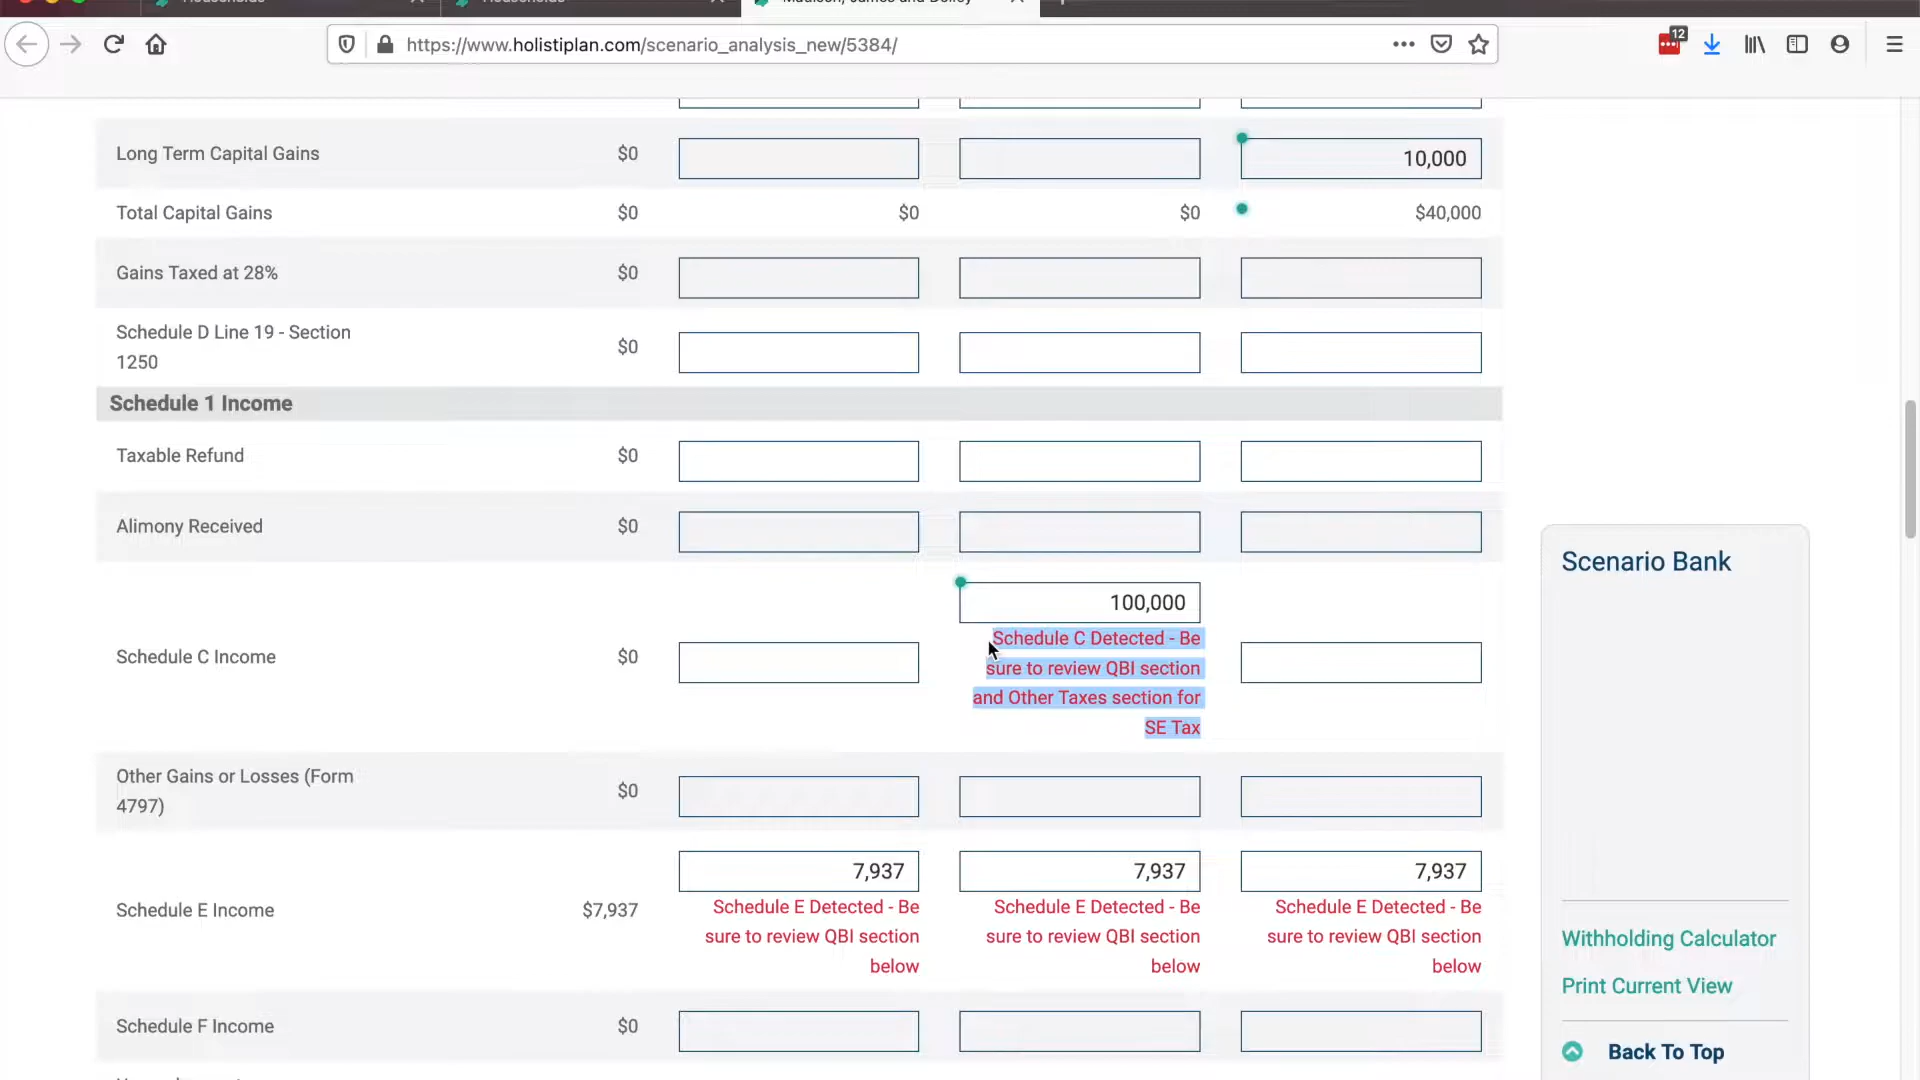 https://www.holistiplan.com/scenario_analysis_new/5384/
12
Long Term Capital Gains $0 10,000
Total Capital Gains $0 $0 $0 $40,000
Gains Taxed at 28% $0
Schedule D Line 19 - Section
1250
$0
Schedule 1 Income
Taxable Refund $0
Alimony Received $0
Schedule C Income $0
100,000
Schedule C Detected - Be
sure to review QBI section
and Other Taxes section for
SE Tax
Other Gains or Losses (Form
4797)
$0
Schedule E Income $7,937
7,937
Schedule E Detected - Be
sure to review QBI section
below
7,937
Schedule E Detected - Be
sure to review QBI section
below
7,937
Schedule E Detected - Be
sure to review QBI section
below
Schedule F Income $0
Scenario Bank
Withholding Calculator
Print Current View
Back To Top